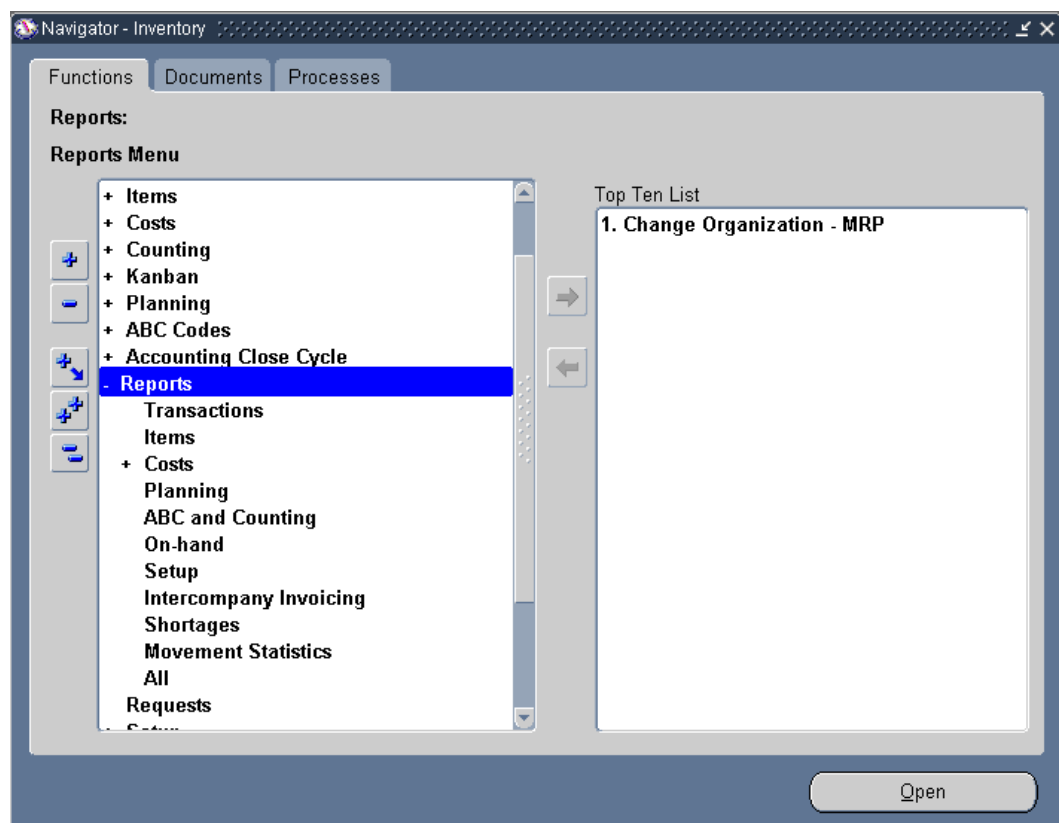 Navigator - Inventory
Functions Documents Processes
Reports:
Reports Menu
+ Items
+ Costs
+ Counting
+ Kanban
+ Planning
+ ABC Codes
+ Accounting Close Cycle
- Reports
Transactions
Items
+ Costs
Planning
ABC and Counting
On-hand
Setup
Intercompany Invoicing
Shortages
Movement Statistics
All
Requests
Top Ten List
1. Change Organization - MRP
Open